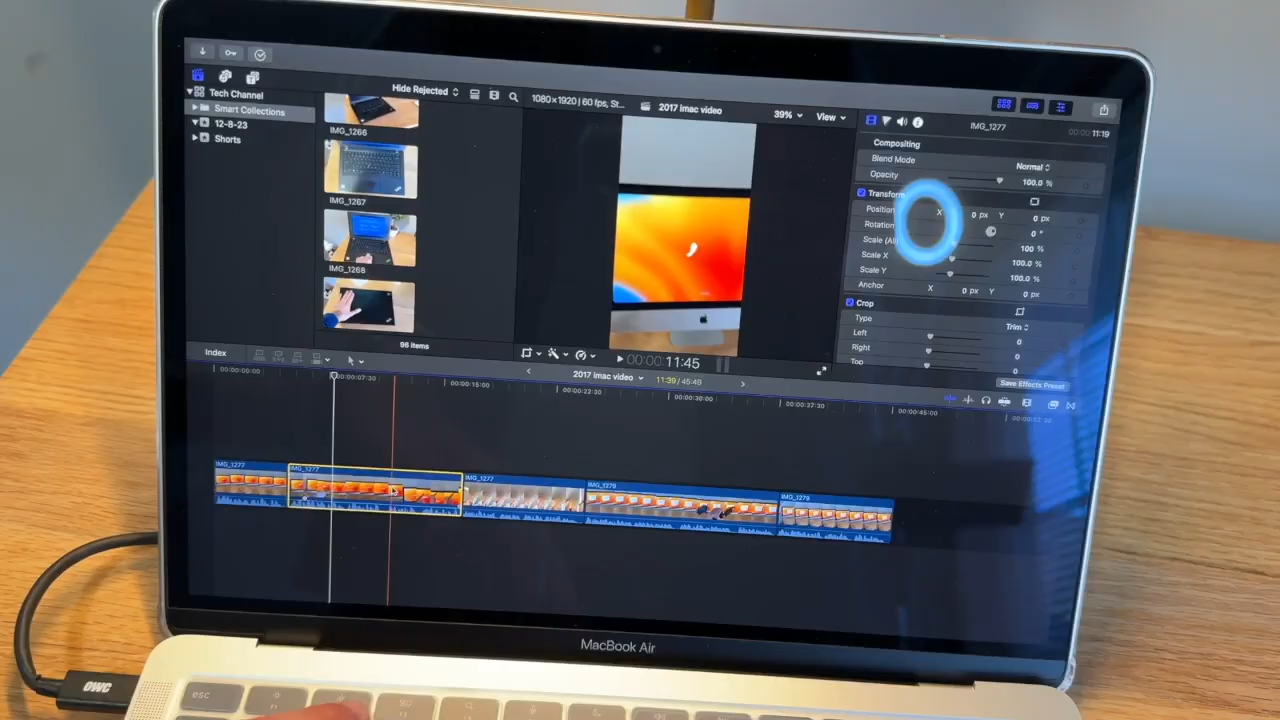 Tech Channel
Smart Collections
12-8-23
Shorts
Hide Rejected
IMG_1266
IMG_1267
IMG_1268
96 items
1080x1920 | 60 fps, St...
2017 imac video
39%
View
00:00:11:45
IMG_1277
00:00:11:19
Compositing
Blend Mode
Normal
Opacity
100.0 %
Transform
Position
X
0 px
Y
0 px
Rotation
0 °
Scale (All)
100 %
Scale X
100.0 %
Scale Y
100.0 %
Anchor
X
0 px
Y
0 px
Crop
Type
Trim
Left
0
Right
0
Top
0
Save Effects Preset
Index
2017 imac video
11:39 / 45:49
00:00:00:00
00:00:07:30
00:00:15:00
00:00:22:30
00:00:30:00
00:00:37:30
00:00:45:00
00:00:52:30
IMG_1277
IMG_1277
IMG_1277
IMG_1279
IMG_1279
MacBook Air
OWC
esc